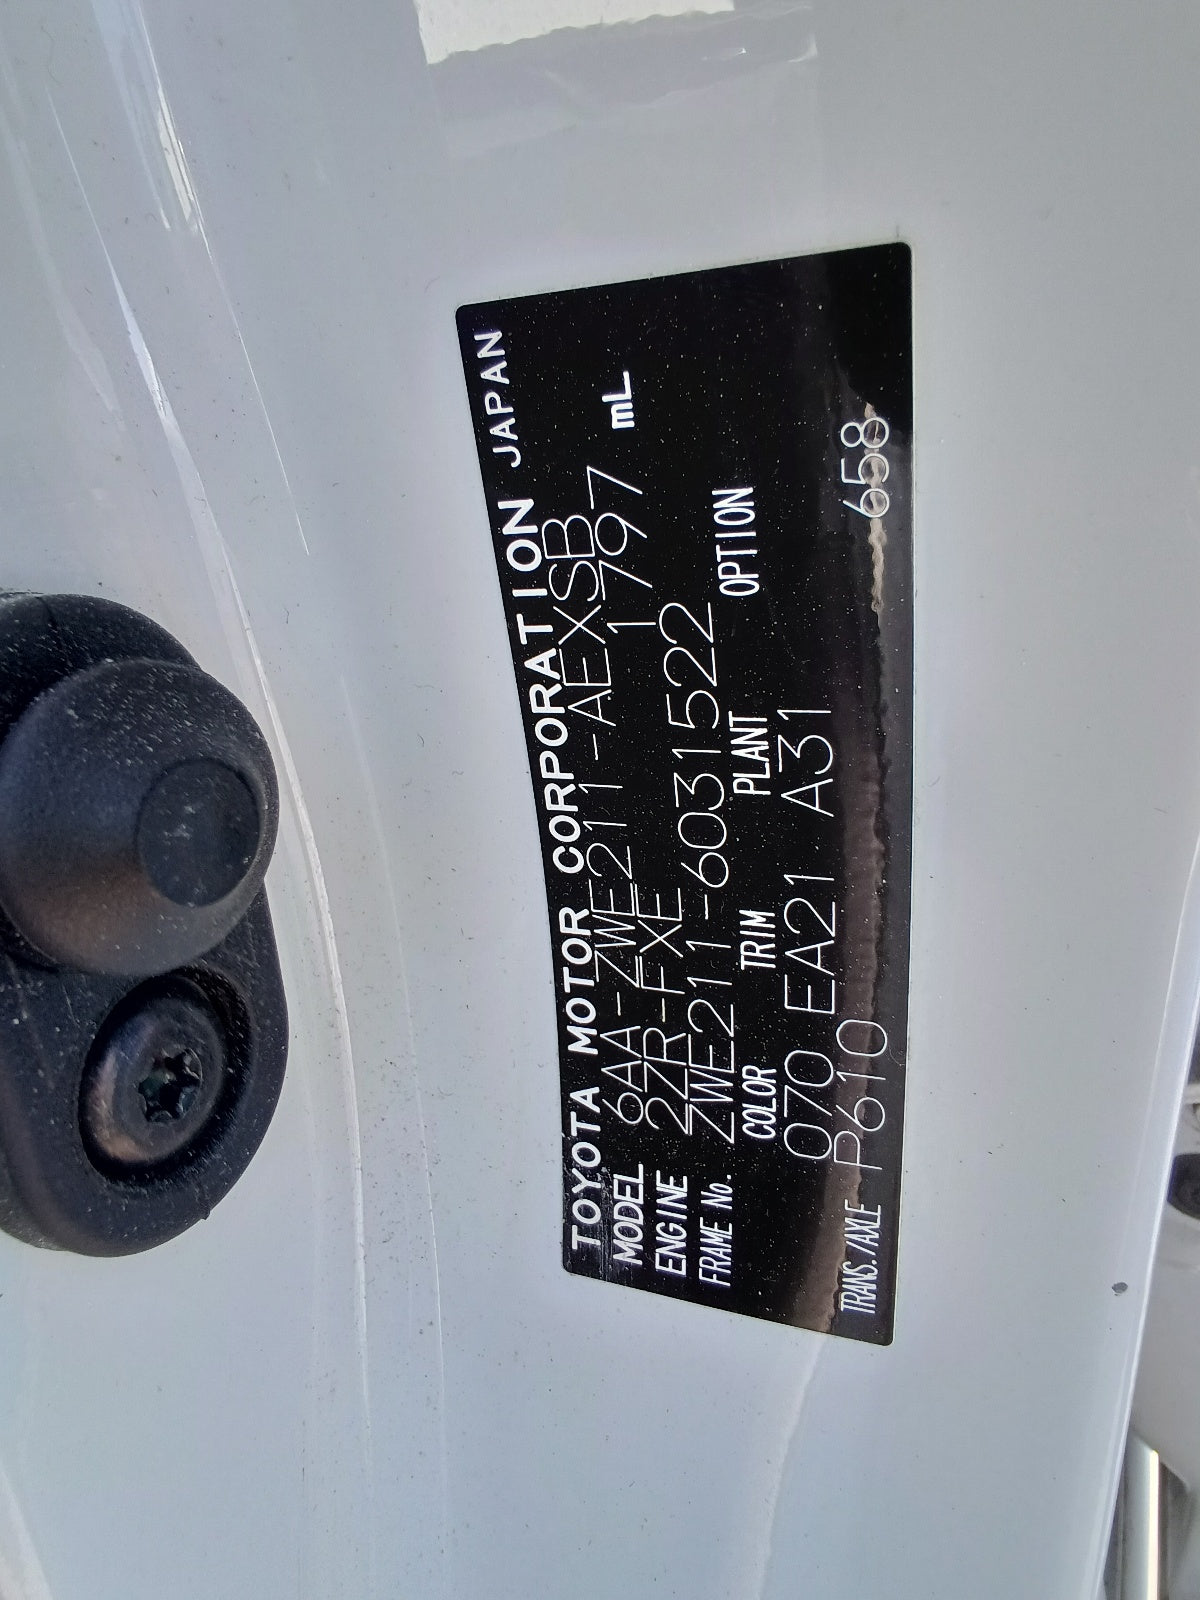 TOYOTA MOTOR CORPORATION JAPAN
MODEL 6AA-ZWE211-AEXSB
ENGINE 2ZR-FXE 1797 mL
FRAME No. ZWE211-6031522
COLOR TRIM PLANT OPTION
070 EA21 A31
TRANS./AXLE P610 658